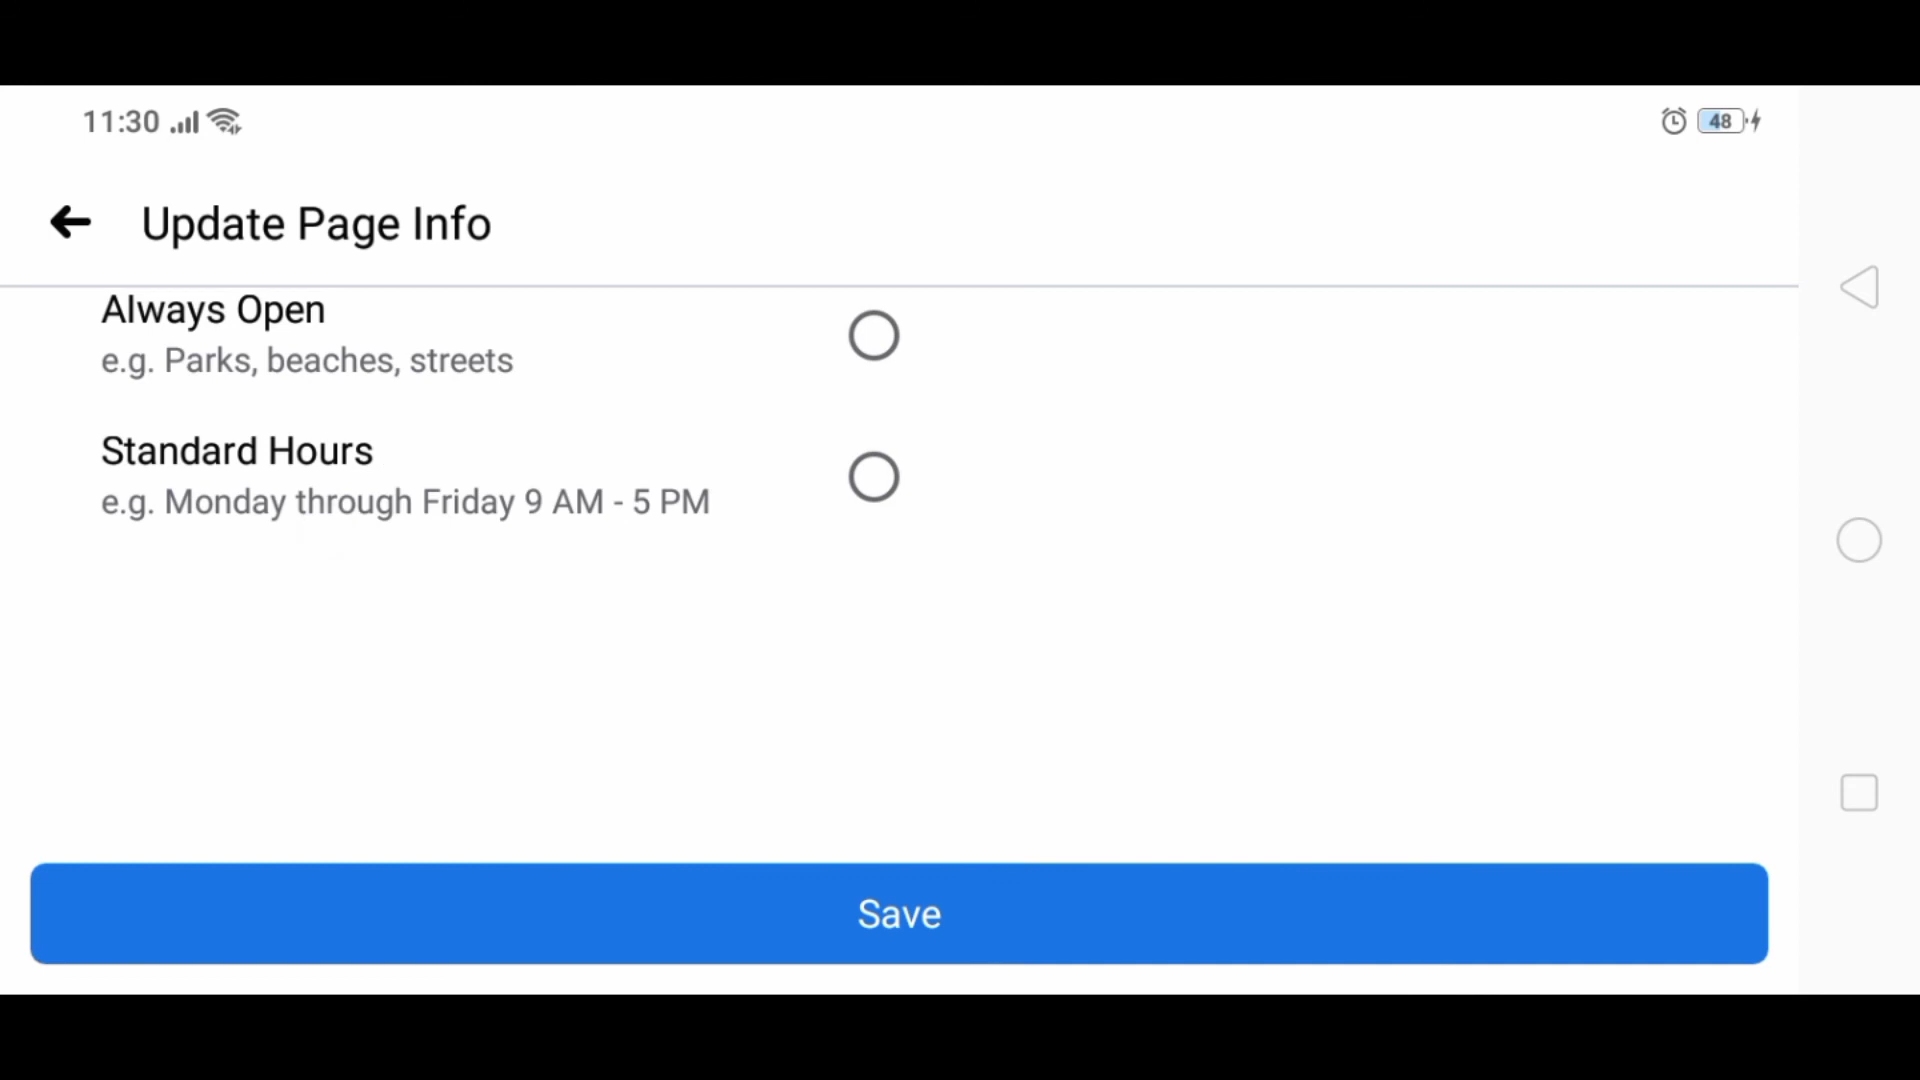 11:30
48
Update Page Info
Always Open
e.g. Parks, beaches, streets
Standard Hours
e.g. Monday through Friday 9 AM - 5 PM
Save